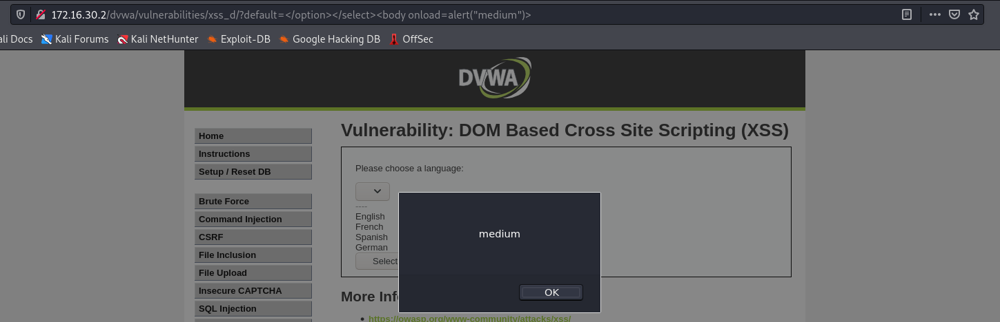 172.16.30.2/dvwa/vulnerabilities/xss_d/?default=</option></select><body onload=alert("medium")>
ali Docs Kali Forums Kali NetHunter Exploit-DB Google Hacking DB OffSec
DVWA
Vulnerability: DOM Based Cross Site Scripting (XSS)
Home
Instructions
Setup / Reset DB
Brute Force
Command Injection
CSRF
File Inclusion
File Upload
Insecure CAPTCHA
SQL Injection
Please choose a language:
----
English
French
Spanish
German
Select
medium
OK
More Inf
https://owasp.org/www-community/attacks/xss/